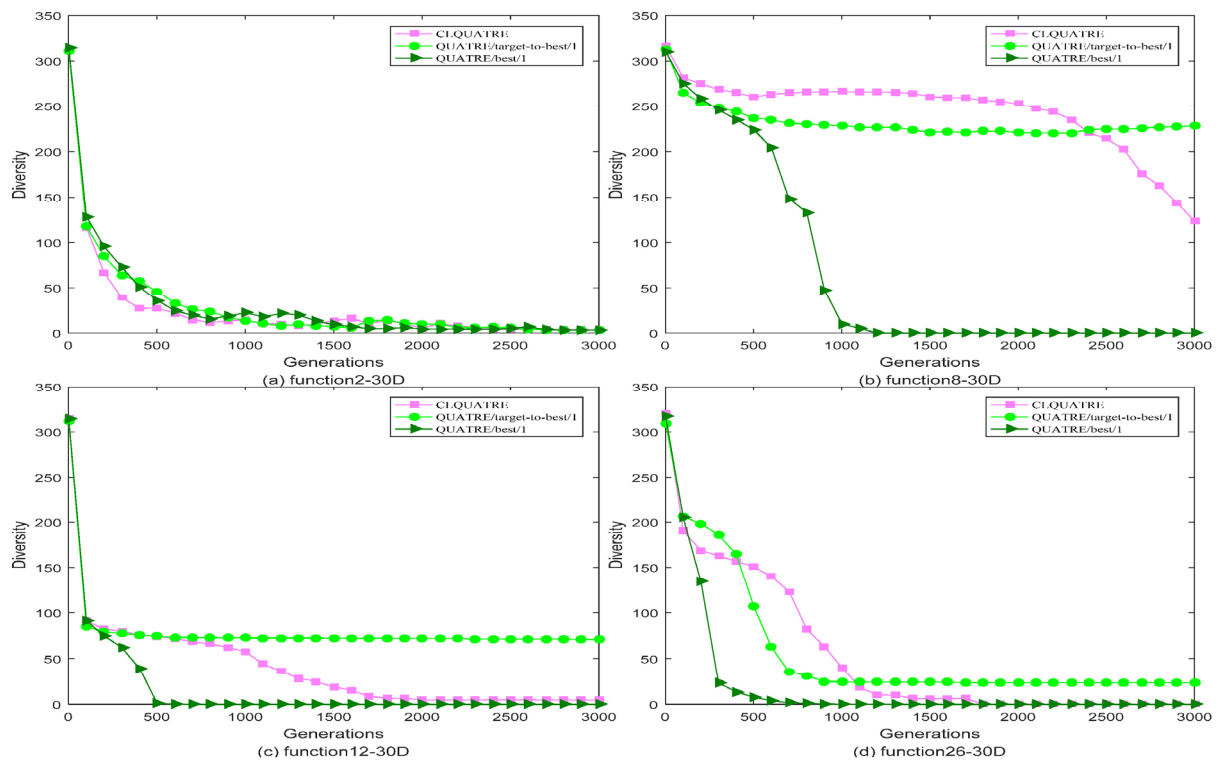 350
300
250
200
150
100
50
0
Diversity
CLQUATRE
QUATRE/target-to-best/1
QUATRE/best/1
0 500 1000 1500 2000 2500 3000
Generations
(a) function2-30D
350
300
250
200
150
100
50
0
Diversity
CLQUATRE
QUATRE/target-to-best/1
QUATRE/best/1
0 500 1000 1500 2000 2500 3000
Generations
(b) function8-30D
350
300
250
200
150
100
50
0
Diversity
CLQUATRE
QUATRE/target-to-best/1
QUATRE/best/1
0 500 1000 1500 2000 2500 3000
Generations
(c) function12-30D
350
300
250
200
150
100
50
0
Diversity
CLQUATRE
QUATRE/target-to-best/1
QUATRE/best/1
0 500 1000 1500 2000 2500 3000
Generations
(d) function26-30D